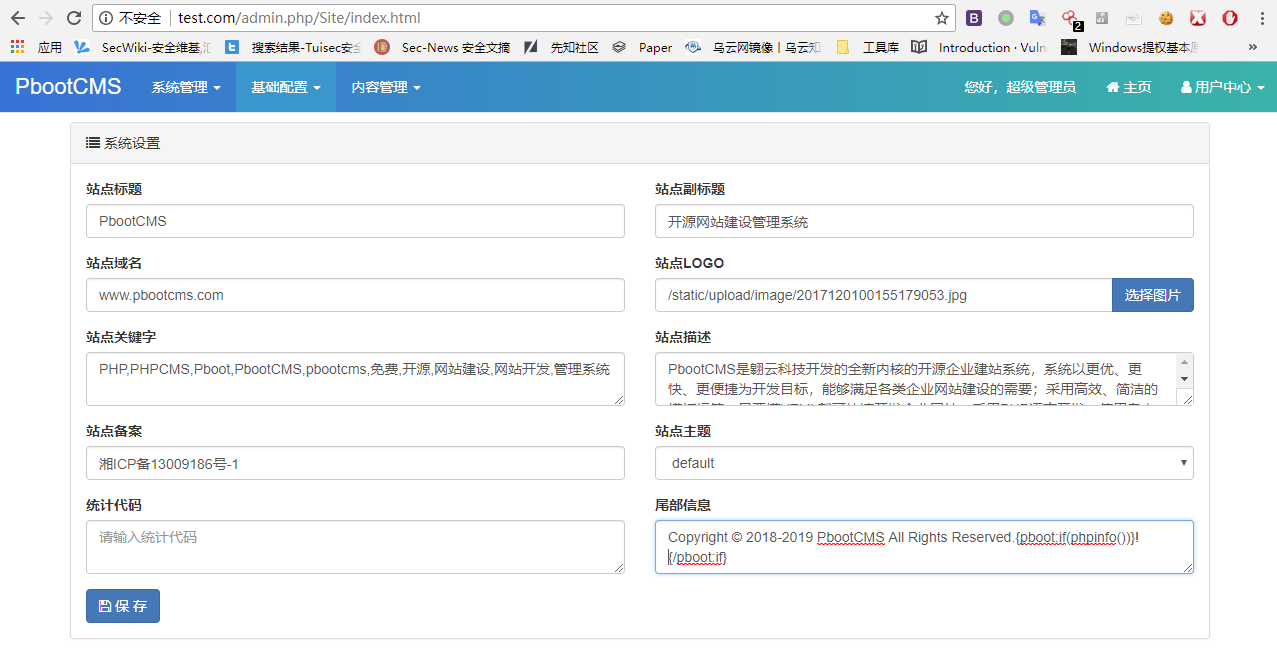 不安全 | test.com/admin.php/Site/index.html
2
应用 SecWiki-安全维基,汇 搜索结果-Tuisec安全 Sec-News 安全文摘 先知社区 Paper 乌云网镜像 | 乌云知 工具库 Introduction · Vuln Windows提权基本原 »
PbootCMS 系统管理 基础配置 内容管理 您好，超级管理员 主页 用户中心
系统设置
站点标题 站点副标题
PbootCMS 开源网站建设管理系统
站点域名 站点LOGO
www.pbootcms.com /static/upload/image/2017120100155179053.jpg 选择图片
站点关键字 站点描述
PHP,PHPCMS,Pboot,PbootCMS,pbootcms,免费,开源,网站建设,网站开发,管理系统 PbootCMS是翱云科技开发的全新内核的开源企业建站系统，系统以更优、更
快、更便捷为开发目标，能够满足各类企业网站建设的需要；采用高效、简洁的
站点备案 站点主题
湘ICP备13009186号-1 default
统计代码 尾部信息
请输入统计代码 Copyright © 2018-2019 PbootCMS All Rights Reserved.{pboot:if(phpinfo())}!
{/pboot:if}
保存